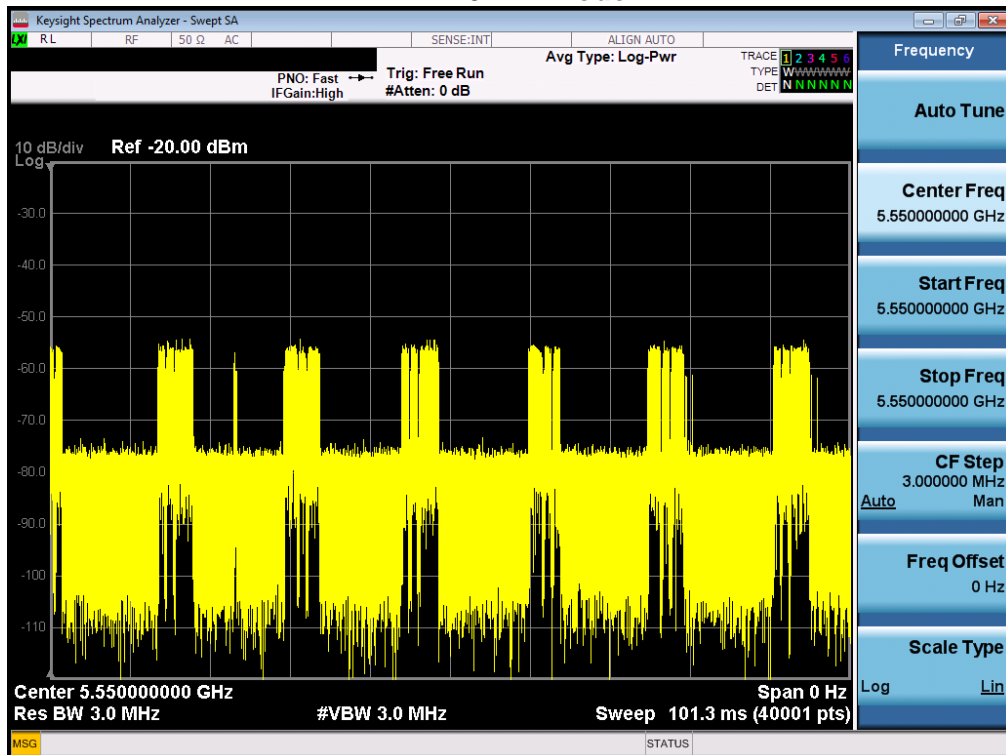 Keysight Spectrum Analyzer - Swept SA
LXI RL RF 50 Ω AC SENSE:INT ALIGN AUTO
Avg Type: Log-Pwr TRACE 1 2 3 4 5 6
PNO: Fast Trig: Free Run TYPE WWWWWW
IFGain:High #Atten: 0 dB DET N N N N N N
10 dB/div Ref -20.00 dBm
Log
-30.0
-40.0
-50.0
-60.0
-70.0
-80.0
-90.0
-100
-110
Center 5.550000000 GHz Span 0 Hz
Res BW 3.0 MHz #VBW 3.0 MHz Sweep 101.3 ms (40001 pts)
MSG STATUS
Frequency
Auto Tune
Center Freq
5.550000000 GHz
Start Freq
5.550000000 GHz
Stop Freq
5.550000000 GHz
CF Step
3.000000 MHz
Auto Man
Freq Offset
0 Hz
Scale Type
Log Lin